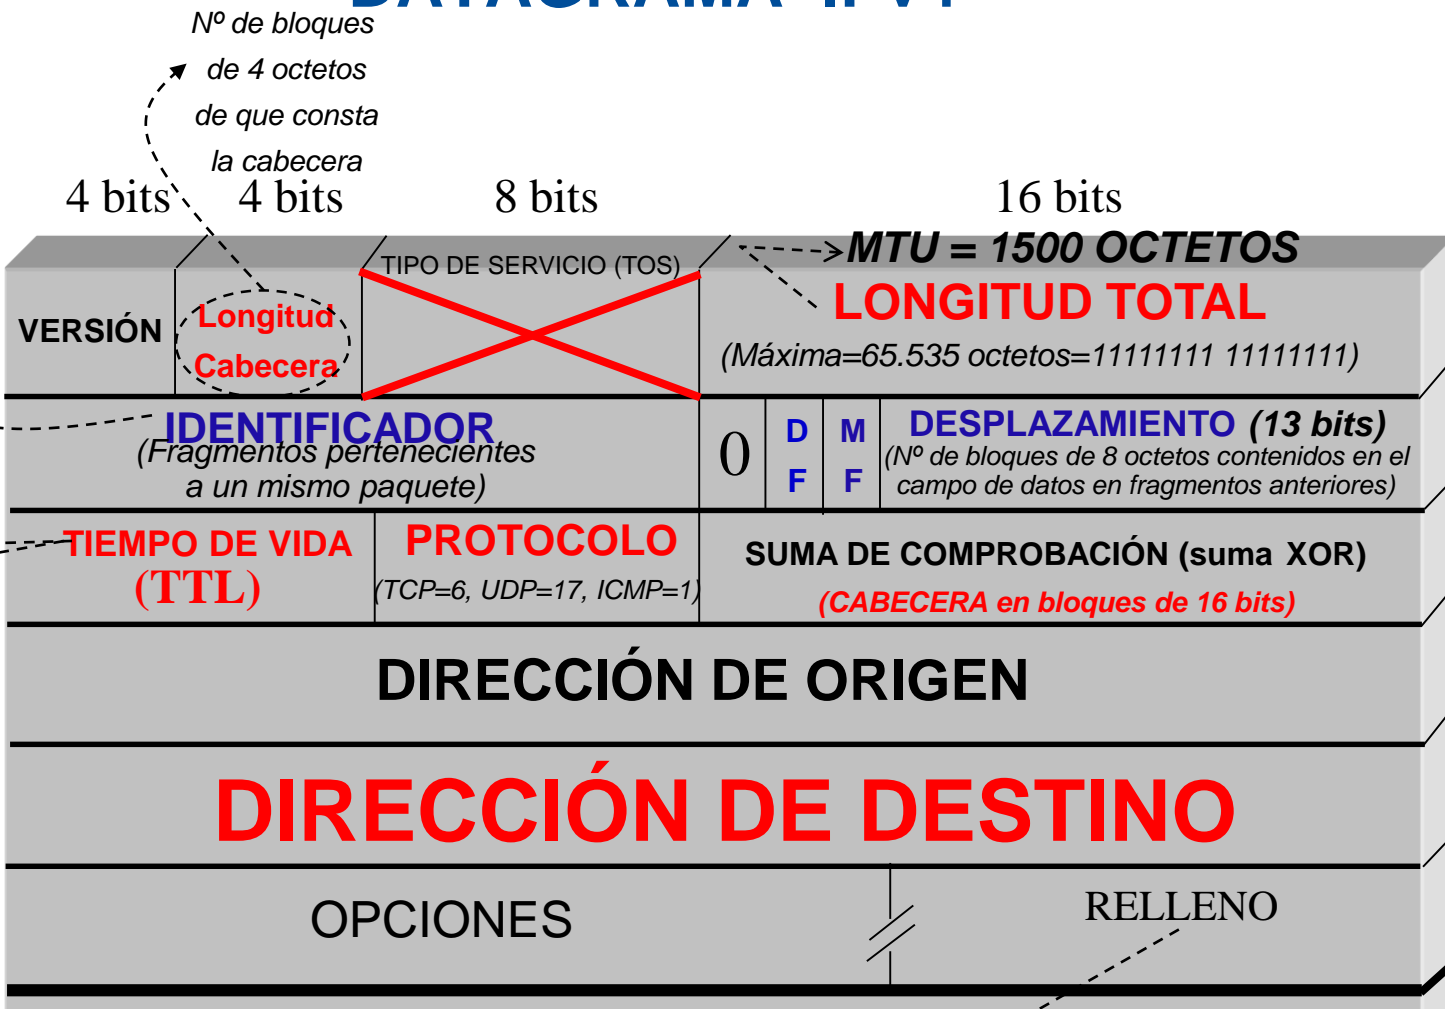 DATAGRAMA IPv4
Nº de bloques
de 4 octetos
de que consta
la cabecera
4 bits 4 bits 8 bits 16 bits
MTU = 1500 OCTETOS
TIPO DE SERVICIO (TOS)
VERSIÓN
Longitud
Cabecera
LONGITUD TOTAL
(Máxima=65.535 octetos=11111111 11111111)
IDENTIFICADOR
(Fragmentos pertenecientes
a un mismo paquete)
0
D
F
M
F
DESPLAZAMIENTO (13 bits)
(Nº de bloques de 8 octetos contenidos en el
campo de datos en fragmentos anteriores)
TIEMPO DE VIDA
(TTL)
PROTOCOLO
(TCP=6, UDP=17, ICMP=1)
SUMA DE COMPROBACIÓN (suma XOR)
(CABECERA en bloques de 16 bits)
DIRECCIÓN DE ORIGEN
DIRECCIÓN DE DESTINO
OPCIONES
RELLENO